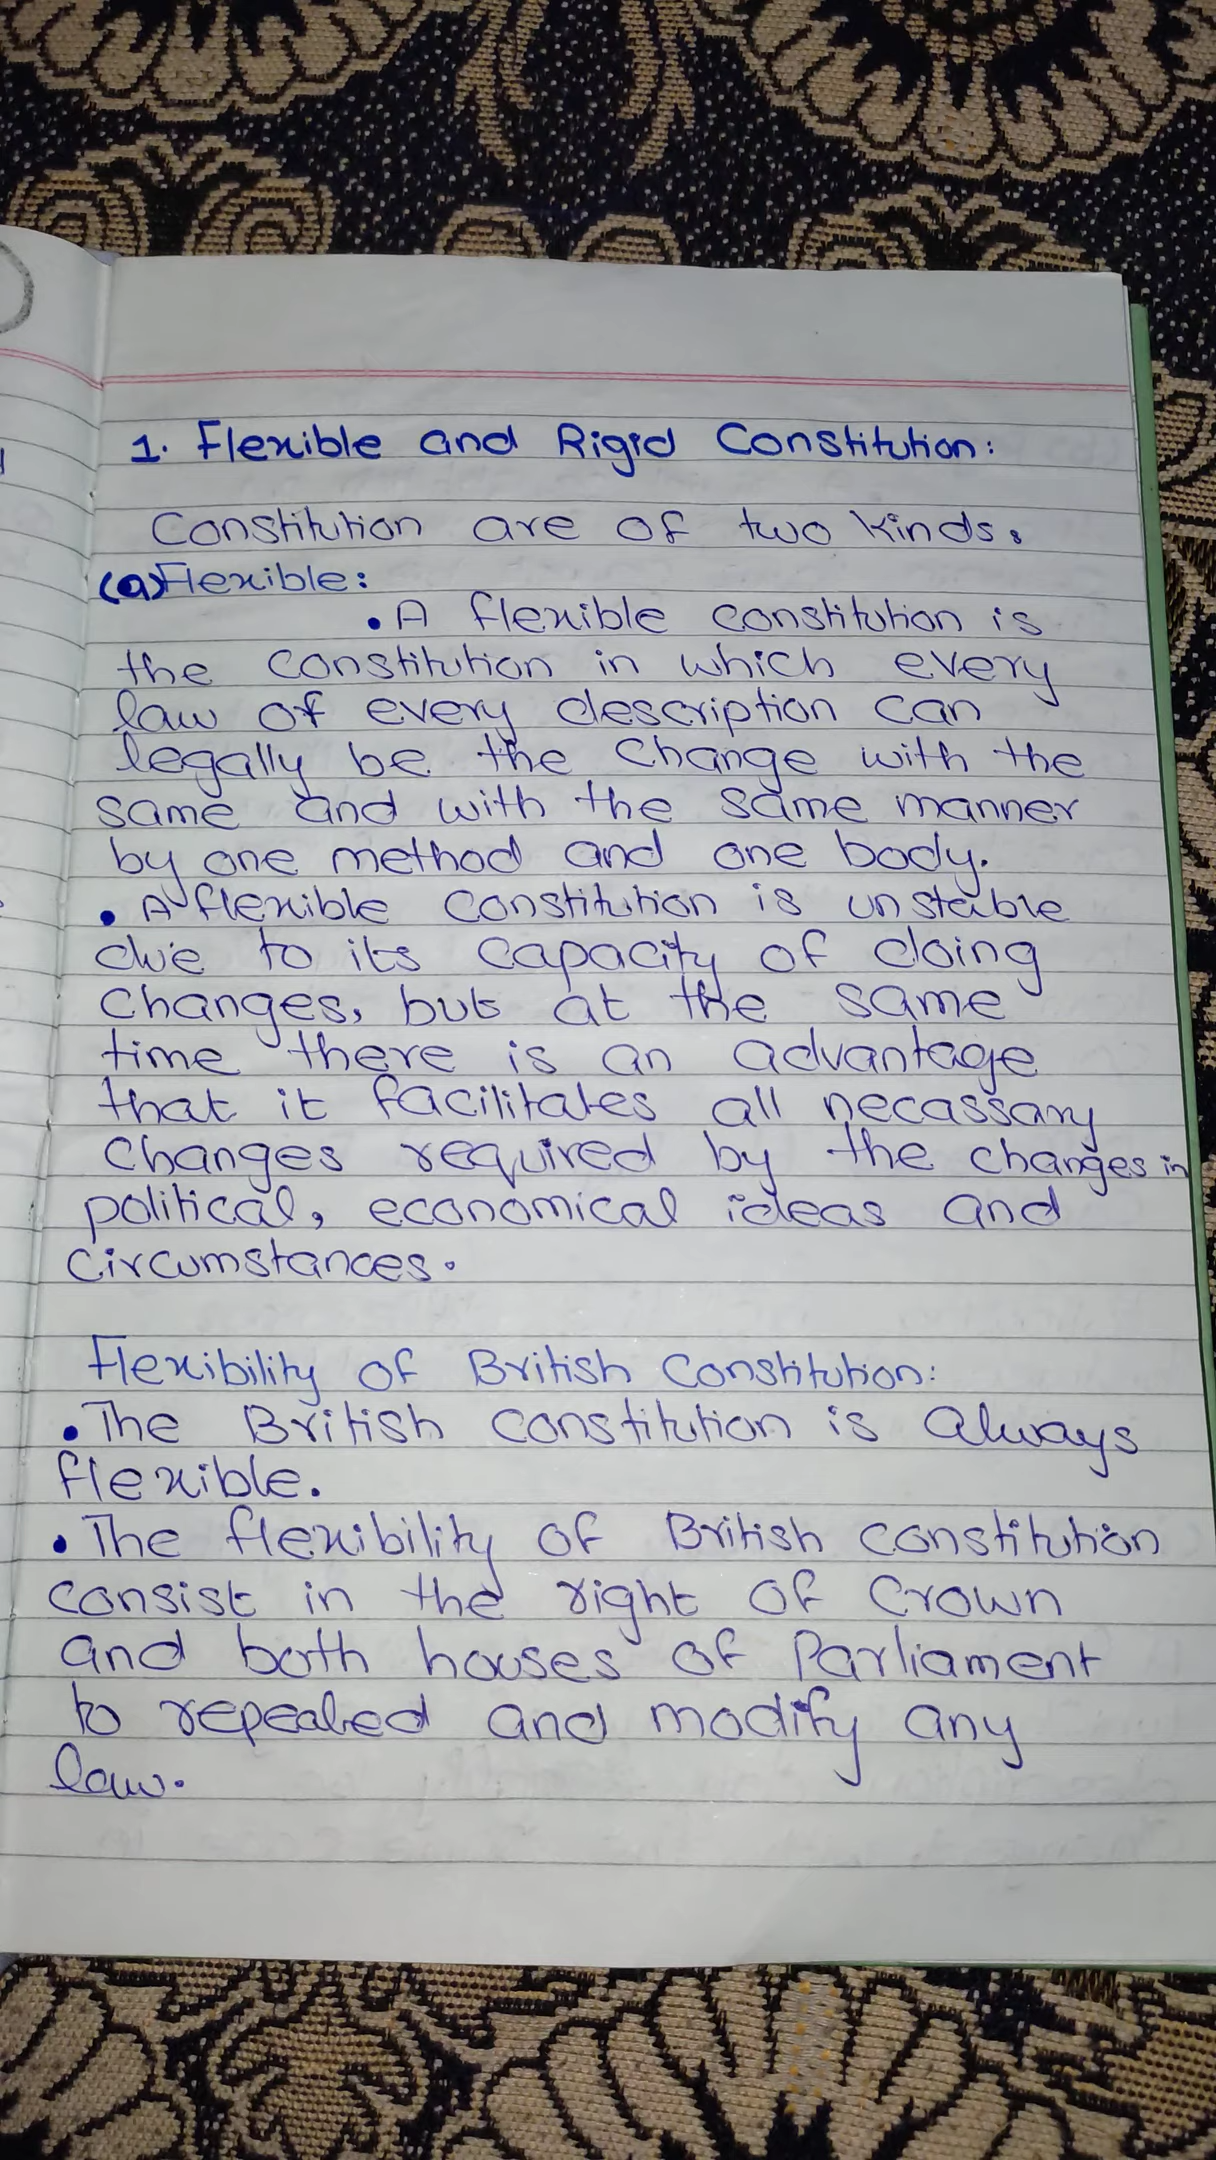 1. Flexible and Rigid Constitution:
Constitution are of two kinds.
(a) Flexible:
• A flexible constitution is
the constitution in which every
law of every description can
legally be the change with the
same and with the same manner
by one method and one body.
• A flexible constitution is unstable
due to its capacity of doing
changes, but at the same
time there is an advantage
that it facilitates all necassary
changes required by the changes in
political, economical ideas and
circumstances.
Flexibility of British Constitution:
• The British constitution is always
flexible.
• The flexibility of British constitution
consist in the right of Crown
and both houses of Parliament
to repealed and modify any
law.